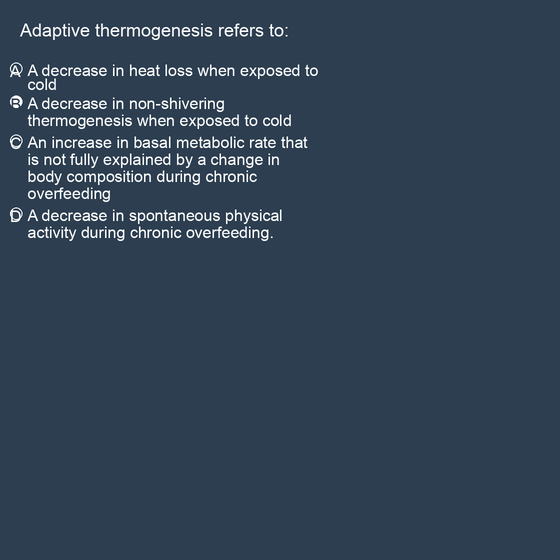 Adaptive thermogenesis refers to:
A A decrease in heat loss when exposed to
cold
B A decrease in non-shivering
thermogenesis when exposed to cold
C An increase in basal metabolic rate that
is not fully explained by a change in
body composition during chronic
overfeeding
D A decrease in spontaneous physical
activity during chronic overfeeding.